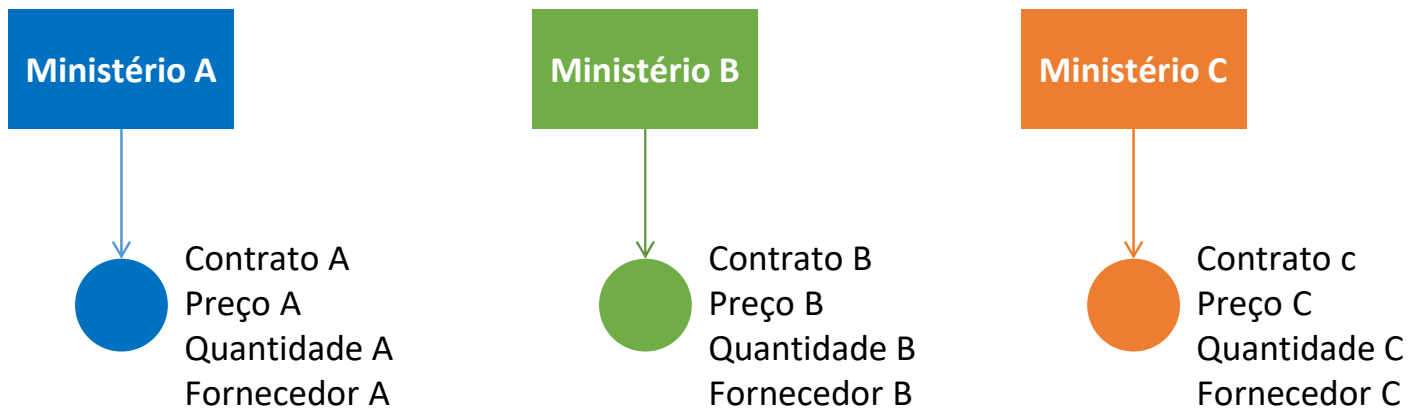 Ministério A
Ministério B
Ministério C
Contrato A
Preço A
Quantidade A
Fornecedor A
Contrato B
Preço B
Quantidade B
Fornecedor B
Contrato c
Preço C
Quantidade C
Fornecedor C